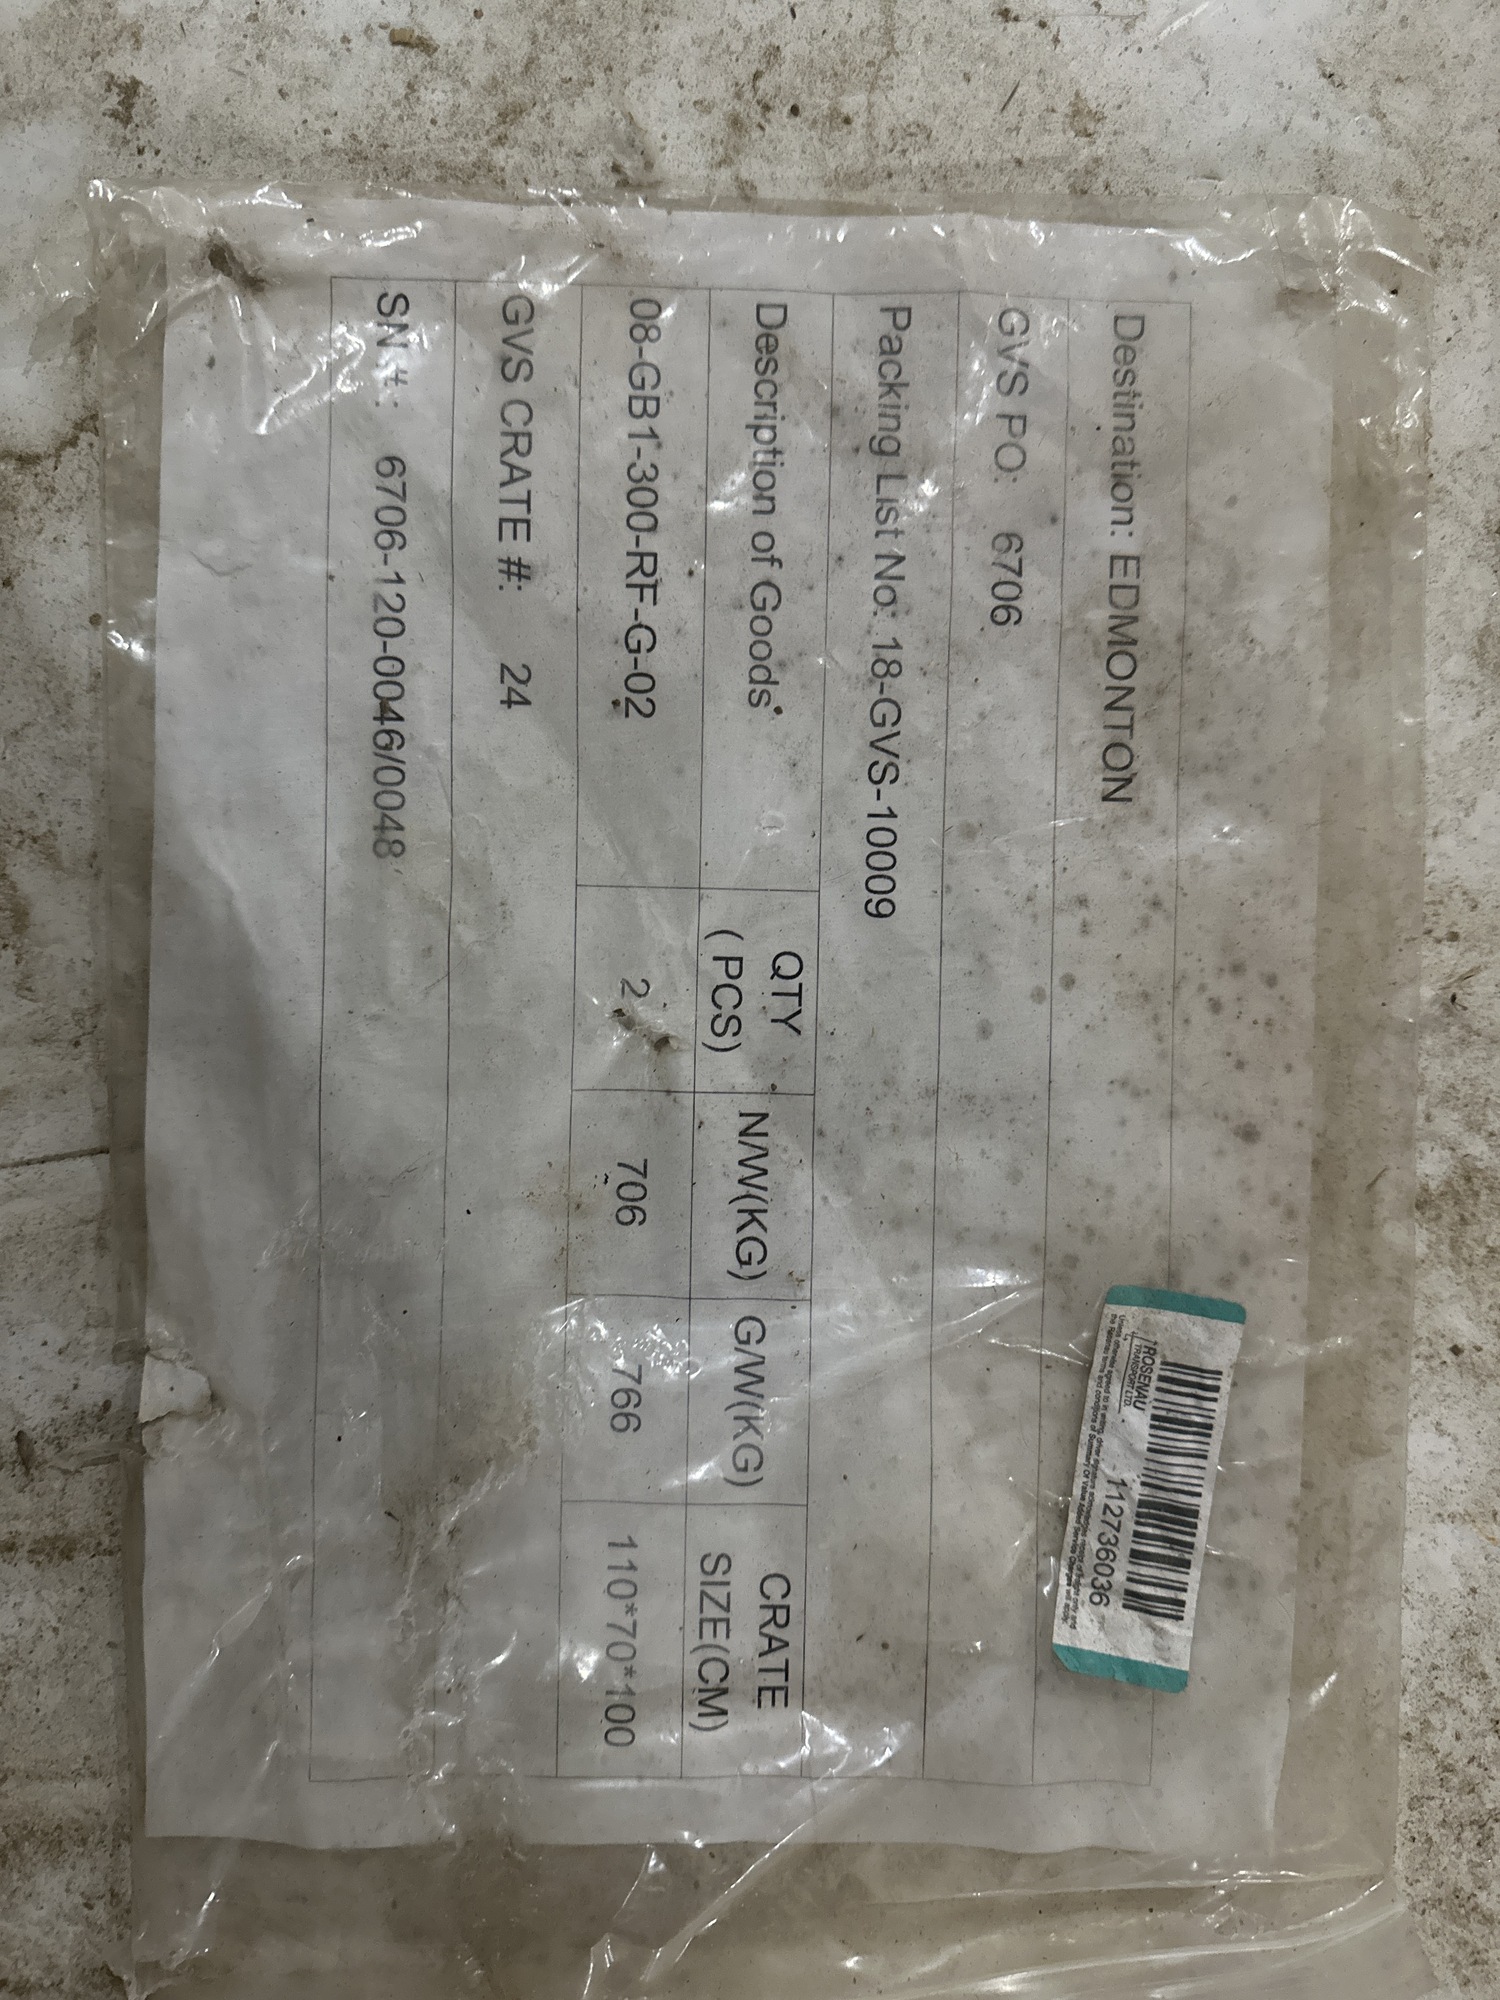 Destination: EDMONTON
GVS PO: 6706
Packing List No: 18-GVS-10009
Description of Goods
QTY
( PCS)
N/W(KG)
G/W(KG)
CRATE
SIZE(CM)
08-GB1-300-RF-G-02
2
706
766
110*70*100
GVS CRATE #: 24
SN #: 6706-120-0046/0048
ROSENAU
TRANSPORT LTD.
112736036